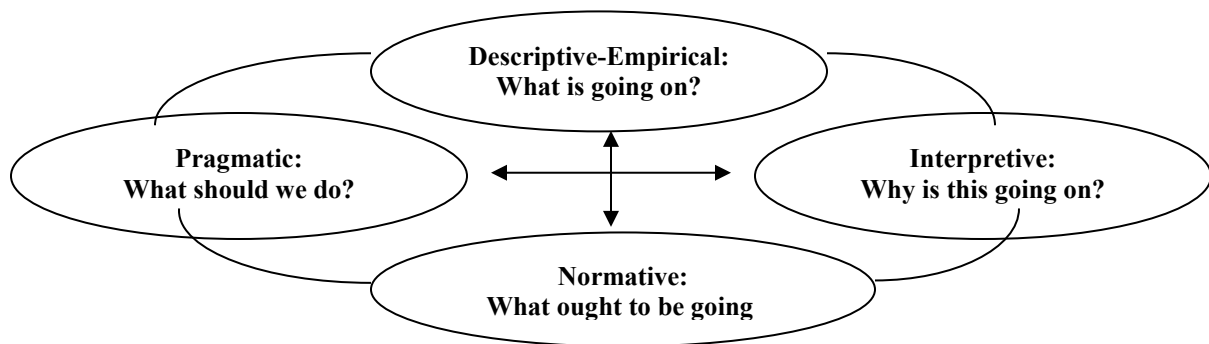 Descriptive-Empirical:
What is going on?
Pragmatic:
What should we do?
Interpretive:
Why is this going on?
Normative:
What ought to be going